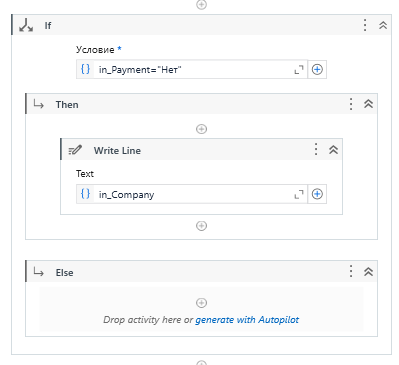 If
Условие *
in_Payment="Нет"
Then
Write Line
Text
in_Company
Else
Drop activity here or generate with Autopilot